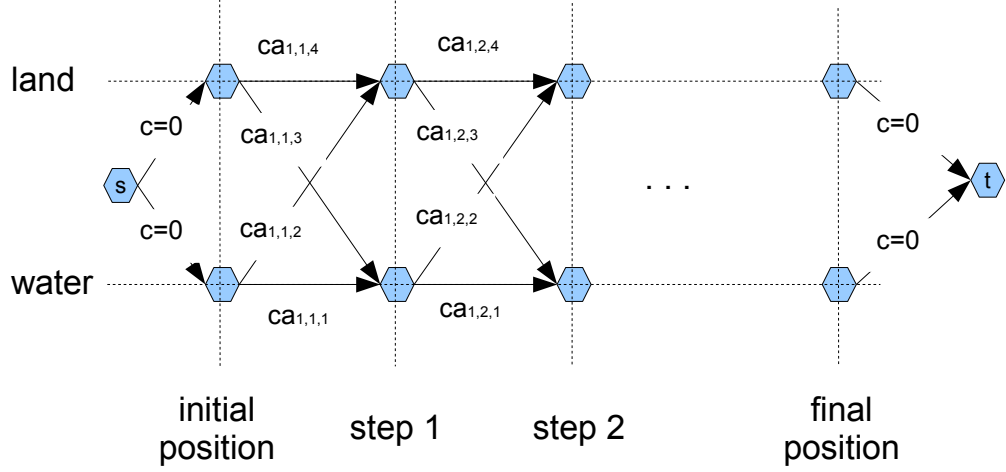 ca1,1,4
ca1,2,4
land
c=0
ca1,1,3
ca1,2,3
c=0
s
. . .
t
c=0
ca1,1,2
ca1,2,2
c=0
water
ca1,1,1
ca1,2,1
initial
position
step 1
step 2
final
position